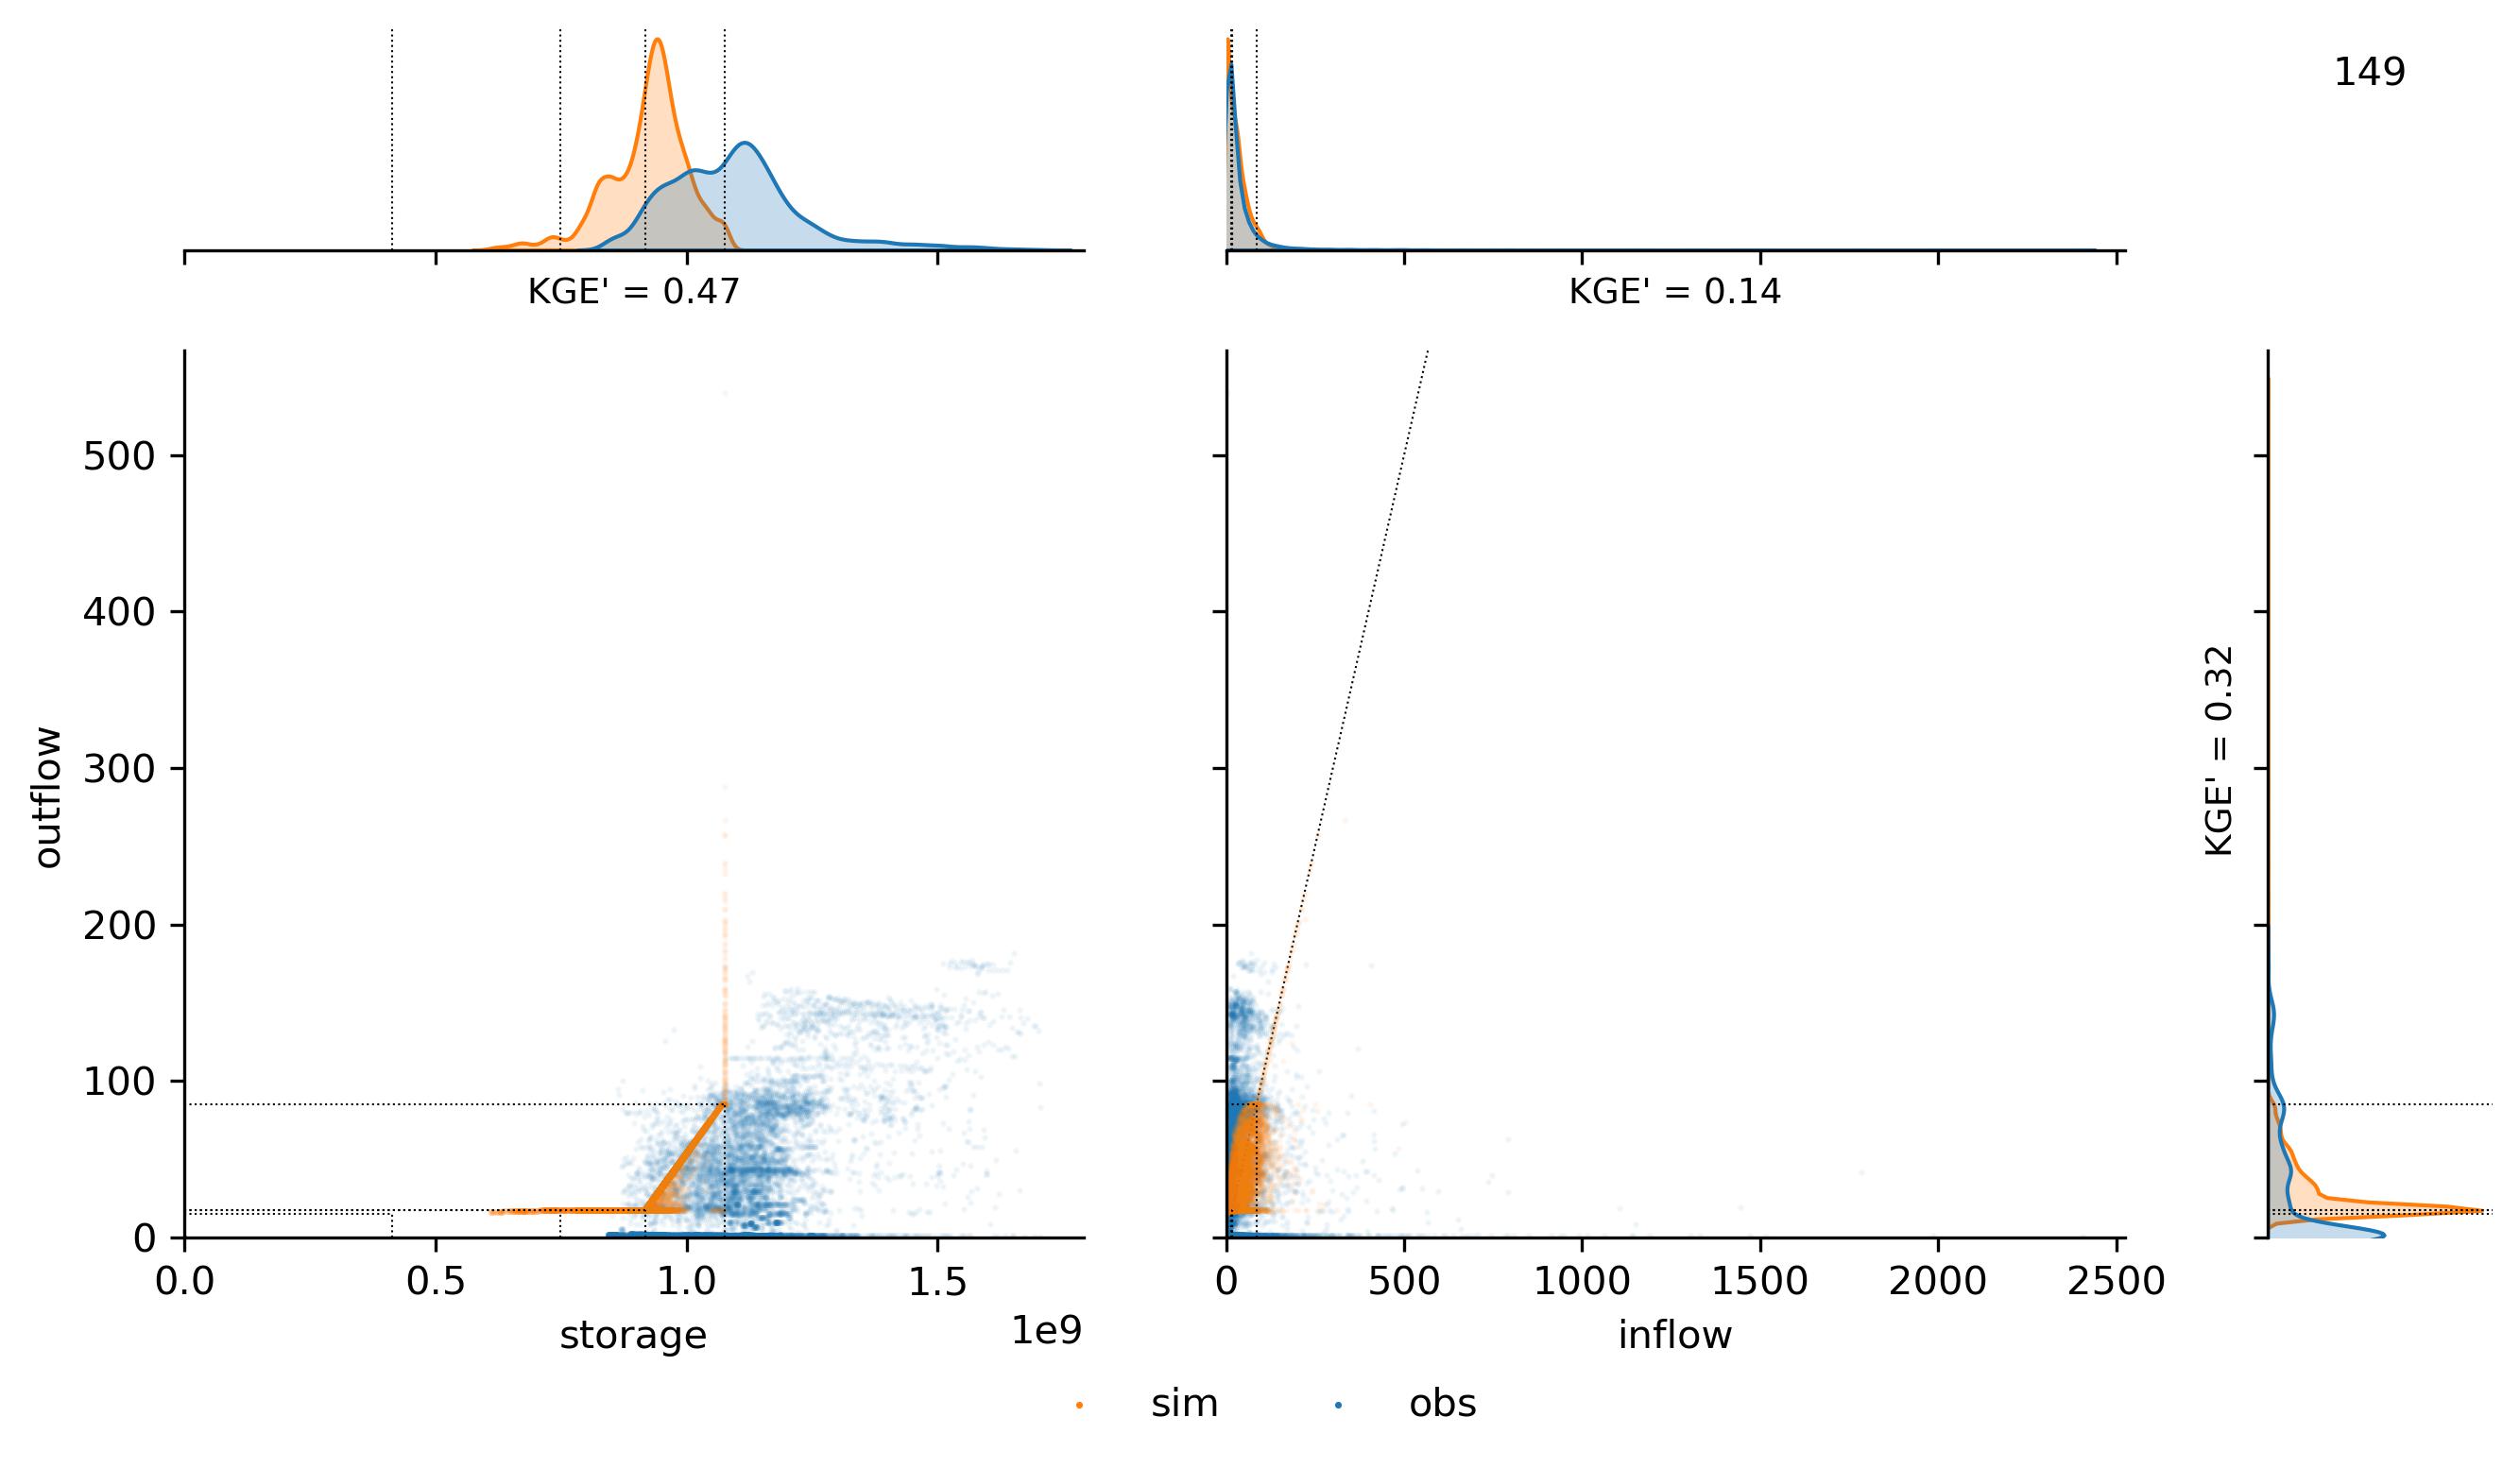 149
KGE' = 0.47
KGE' = 0.14
outflow
500
400
300
200
100
0
KGE' = 0.32
0.0 0.5 1.0 1.5
1e9
storage
0 500 1000 1500 2000 2500
inflow
sim obs